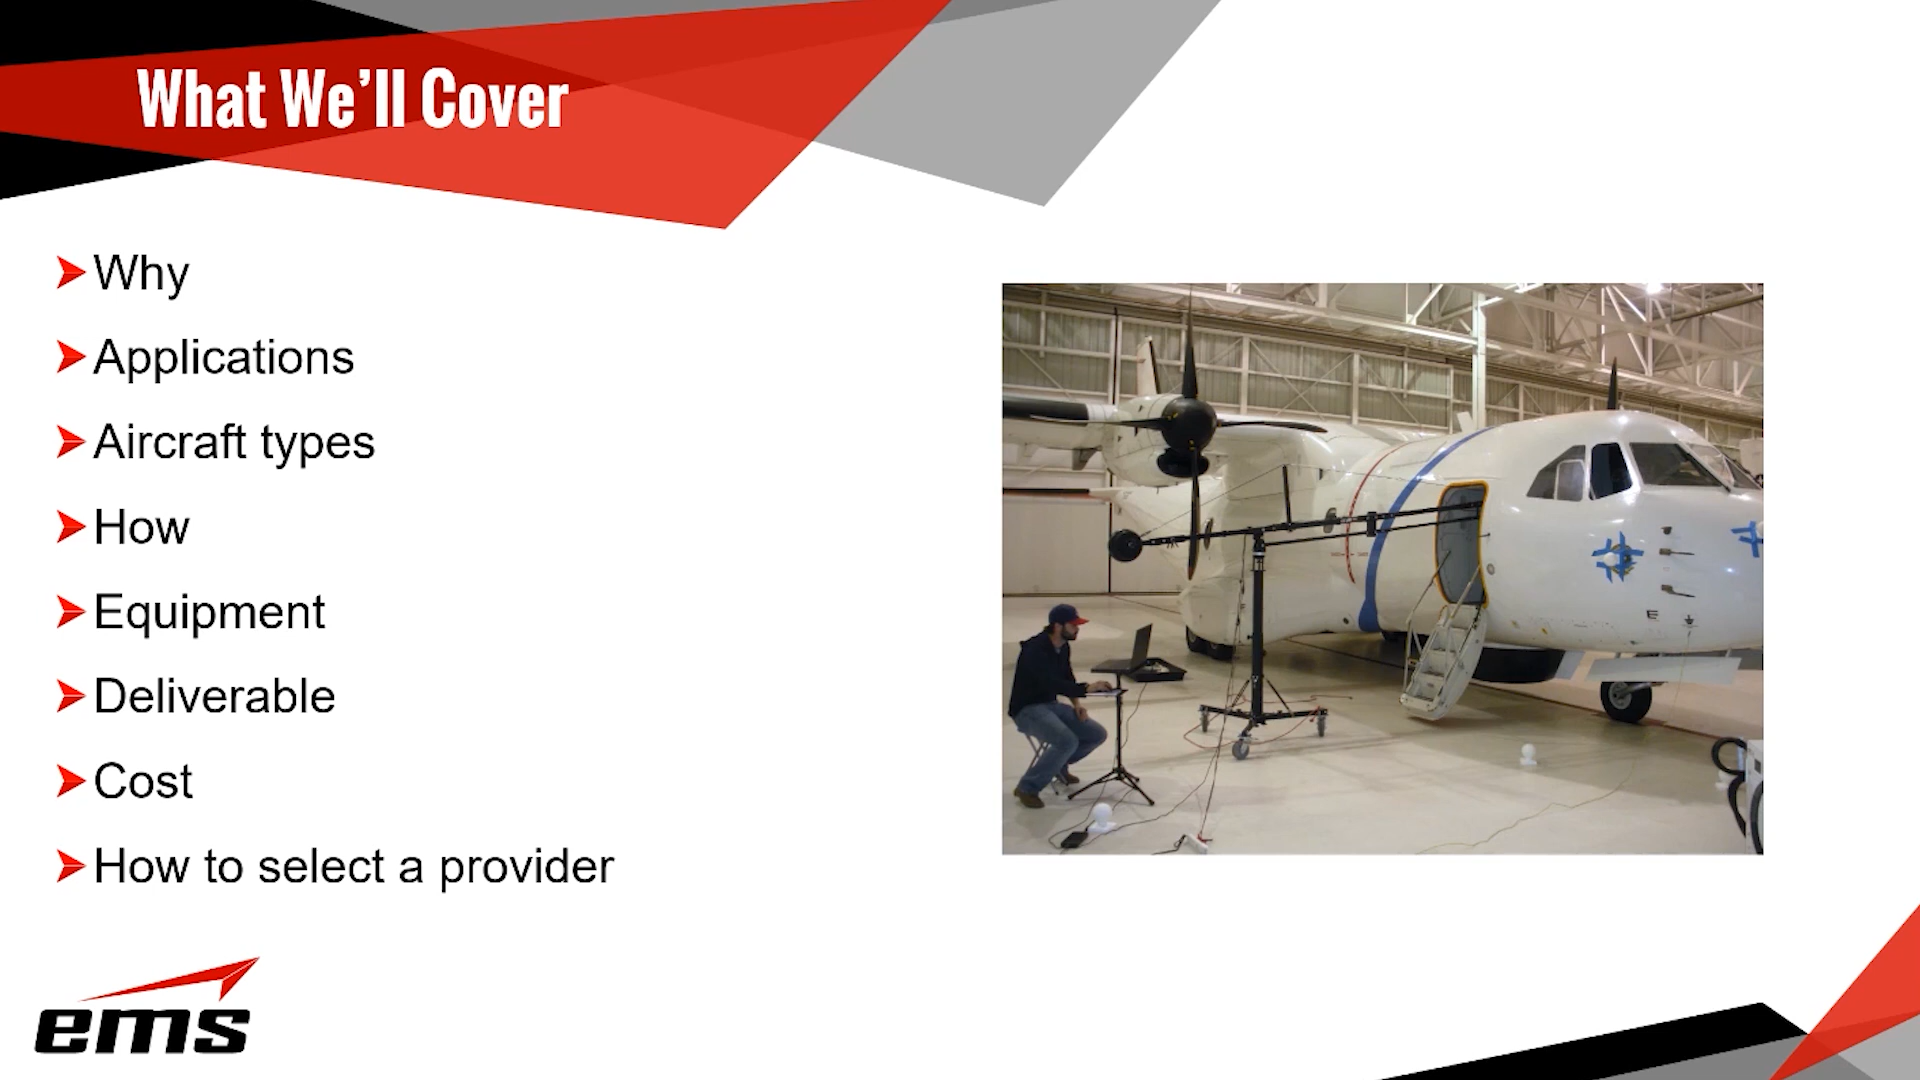 What We'll Cover
Why
Applications
Aircraft types
How
Equipment
Deliverable
Cost
How to select a provider
ems